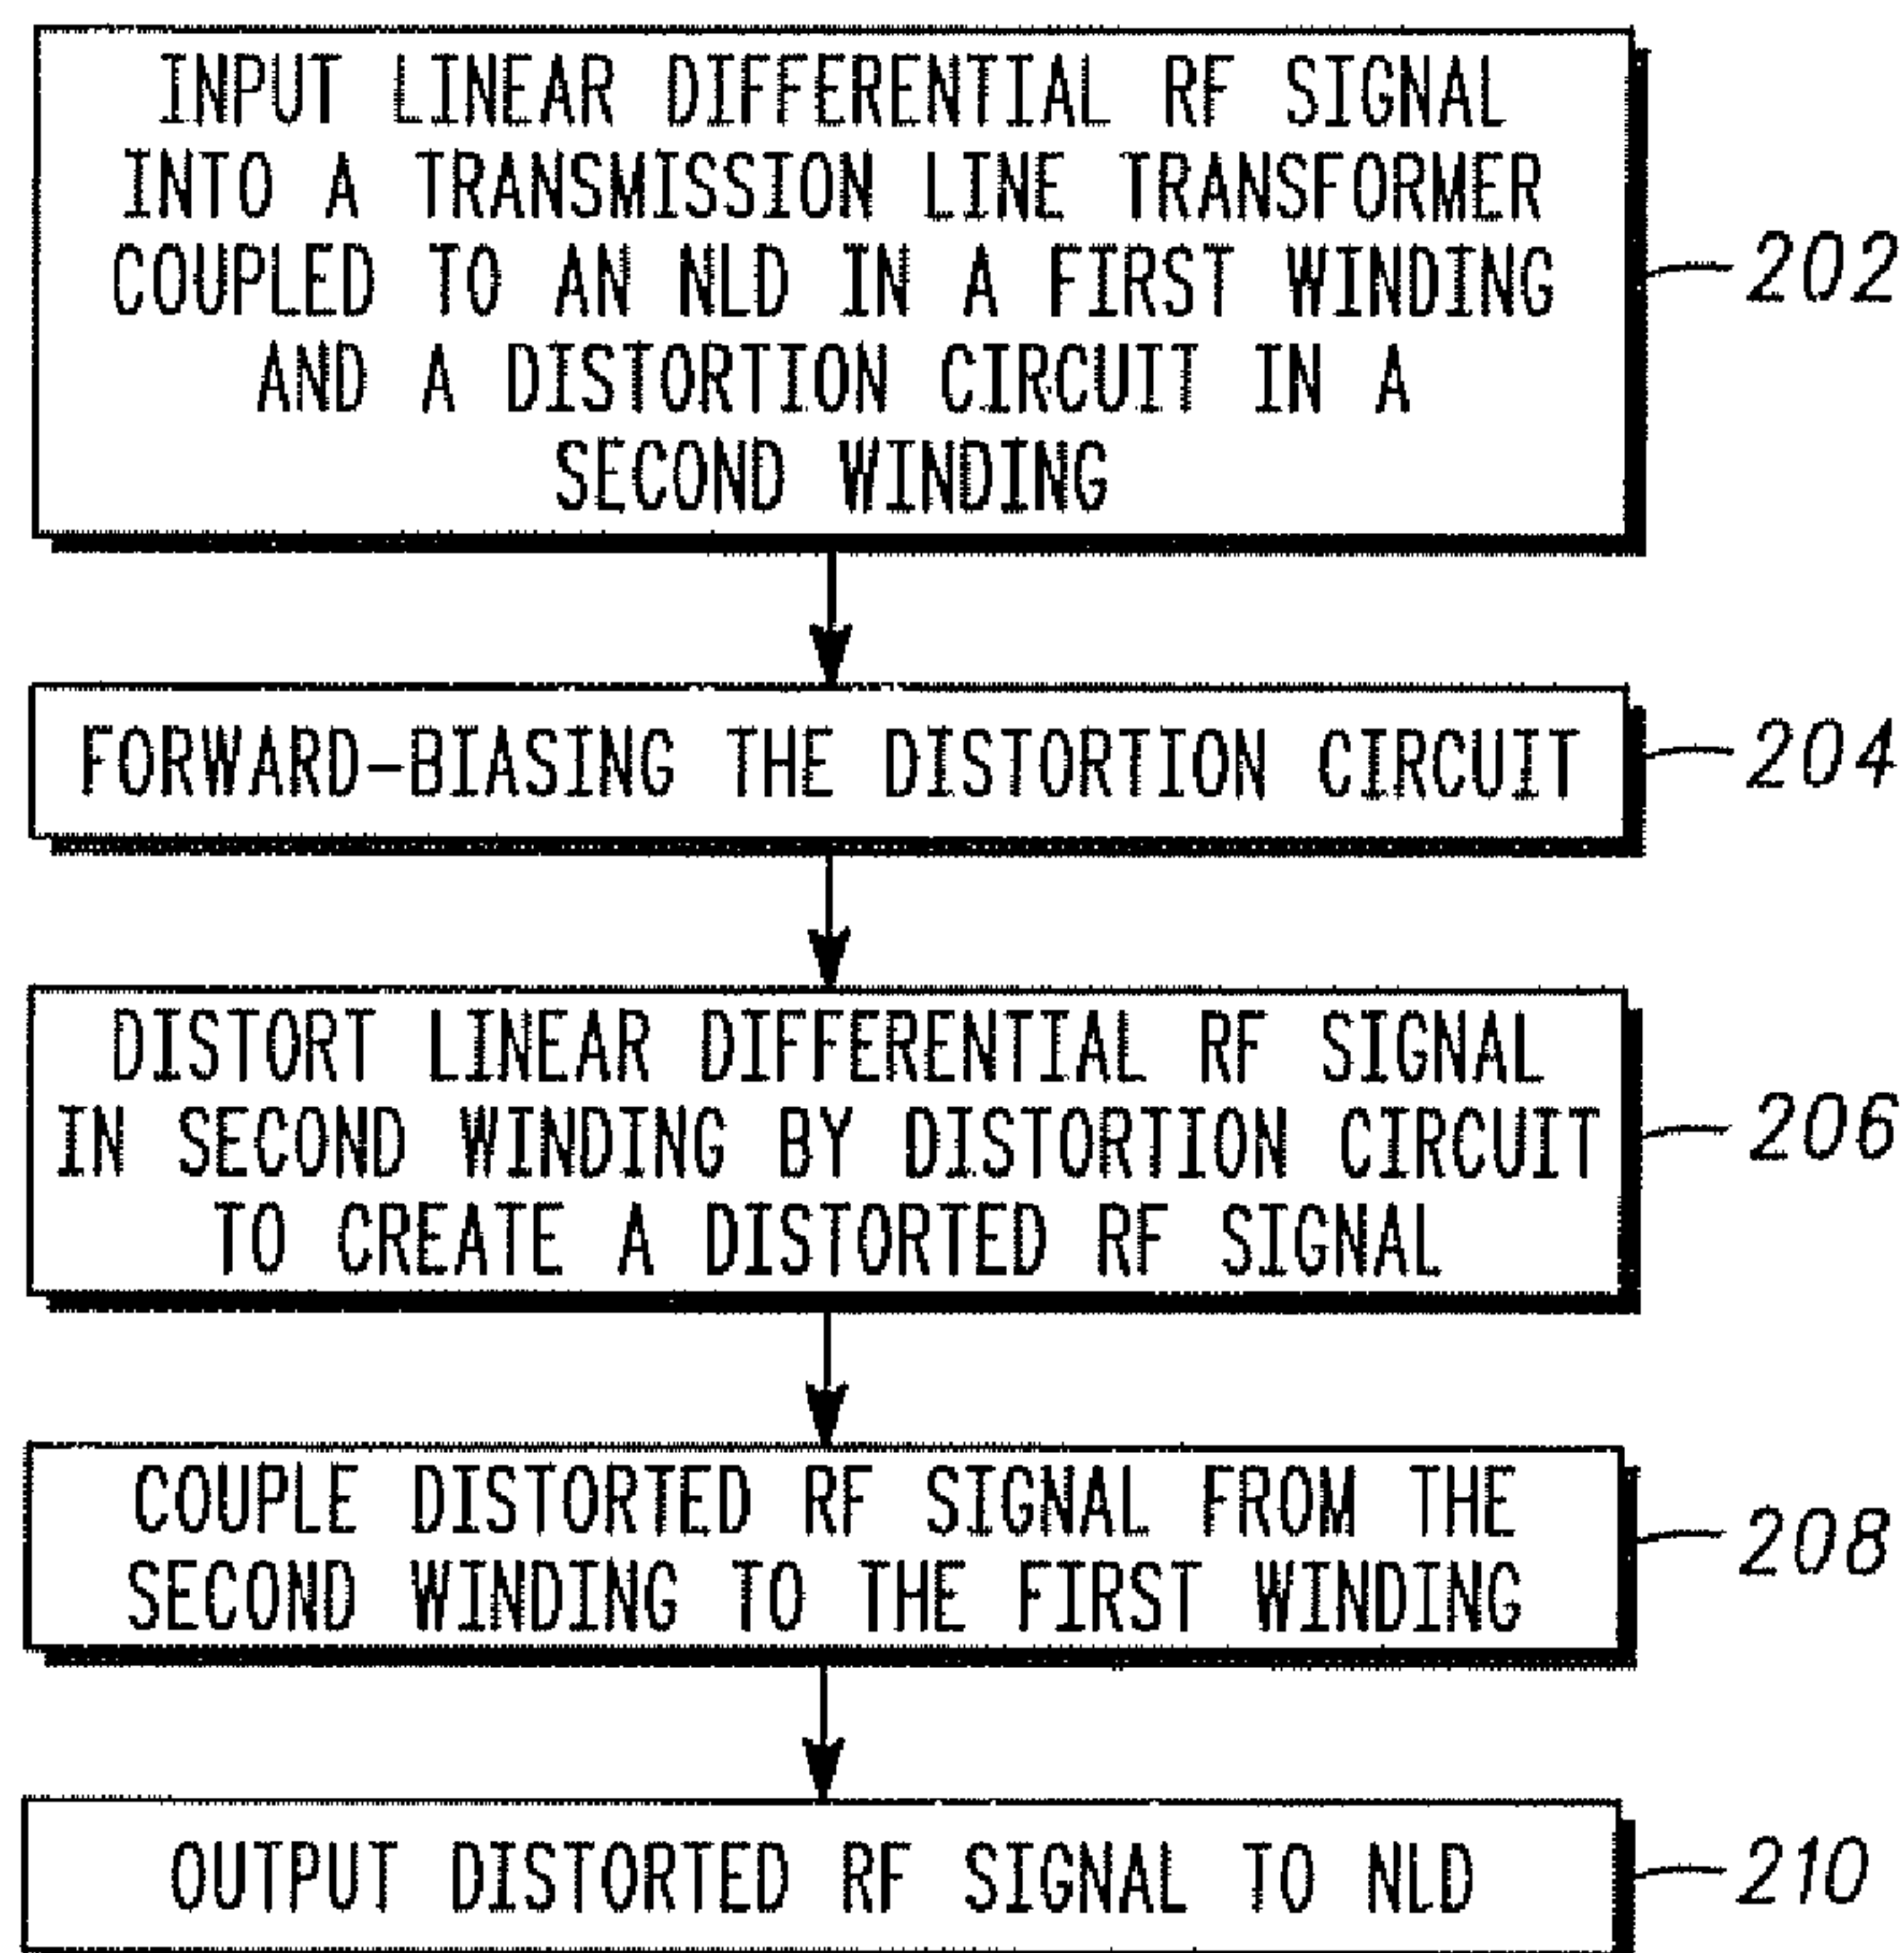 INPUT LINEAR DIFFERENTIAL RF SIGNAL
INTO A TRANSMISSION LINE TRANSFORMER
COUPLED TO AN NLD IN A FIRST WINDING
AND A DISTORTION CIRCUIT IN A
SECOND WINDING
202
FORWARD-BIASING THE DISTORTION CIRCUIT
204
DISTORT LINEAR DIFFERENTIAL RF SIGNAL
IN SECOND WINDING BY DISTORTION CIRCUIT
TO CREATE A DISTORTED RF SIGNAL
206
COUPLE DISTORTED RF SIGNAL FROM THE
SECOND WINDING TO THE FIRST WINDING
208
OUTPUT DISTORTED RF SIGNAL TO NLD
210